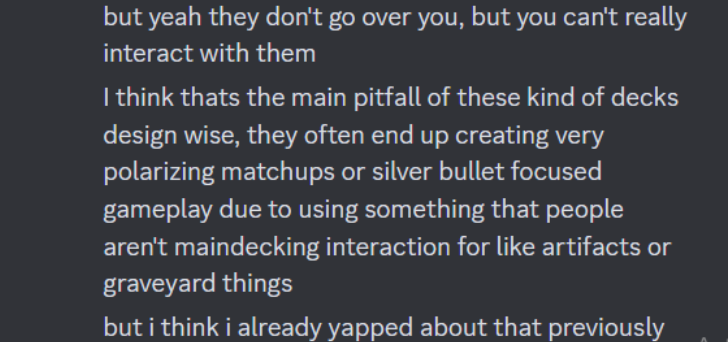 but yeah they don't go over you, but you can't really
interact with them
I think thats the main pitfall of these kind of decks
design wise, they often end up creating very
polarizing matchups or silver bullet focused
gameplay due to using something that people
aren't maindecking interaction for like artifacts or
graveyard things
but i think i already yapped about that previously